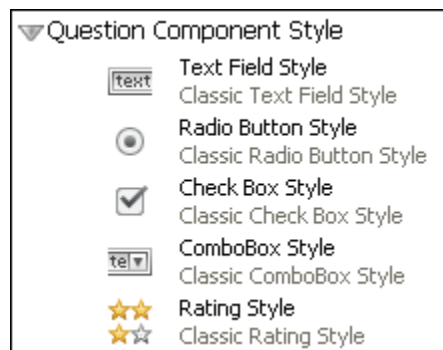 Question Component Style
text
Text Field Style
Classic Text Field Style
Radio Button Style
Classic Radio Button Style
Check Box Style
Classic Check Box Style
te
ComboBox Style
Classic ComboBox Style
Rating Style
Classic Rating Style